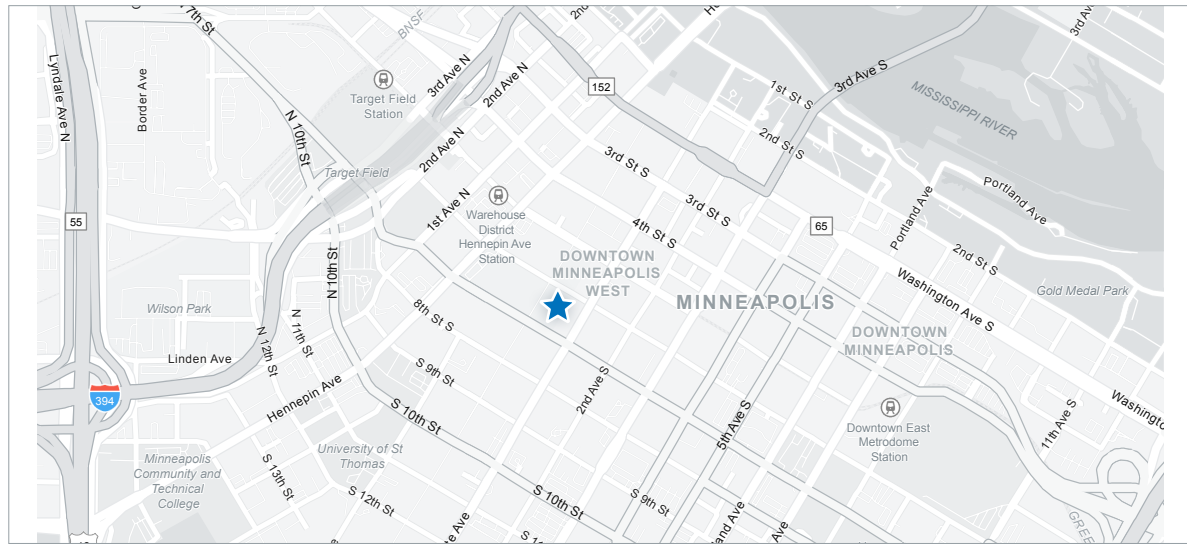 7th St
BNSF
2nd
3rd Ave
Lyndale Ave N
Border Ave
N 10th St
Target Field
Station
3rd Ave N
2nd Ave N
2nd Ave N
152
1st St S
2nd St S
3rd Ave S
MISSISSIPPI RIVER
Target Field
1st Ave N
Warehouse
District
Hennepin Ave
Station
3rd St S
3rd St S
4th St S
Portland Ave
Portland Ave
55
65
2nd St S
N 10th St
DOWNTOWN
MINNEAPOLIS
WEST
MINNEAPOLIS
Washington Ave S
Gold Medal Park
Wilson Park
N 11th St
N 12th St
8th St S
DOWNTOWN
MINNEAPOLIS
Linden Ave
S 9th St
2nd Ave S
394
Hennepin Ave
S 10th St
5th Ave S
11th Ave S
Washington
Downtown East
Metrodome
Station
University of St
Thomas
Minneapolis
Community and
Technical
College
S 13th St
S 12th St
S 10th St
S 9th St
Ave
Ave